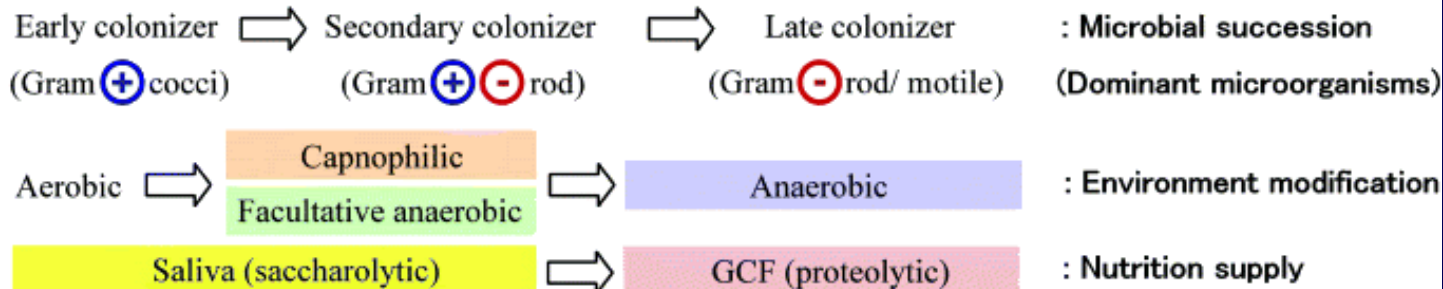 Early colonizer Secondary colonizer Late colonizer : Microbial succession
(Gram + cocci) (Gram + - rod) (Gram - rod/ motile) (Dominant microorganisms)
Capnophilic
Aerobic Anaerobic : Environment modification
Facultative anaerobic
Saliva (saccharolytic) GCF (proteolytic) : Nutrition supply